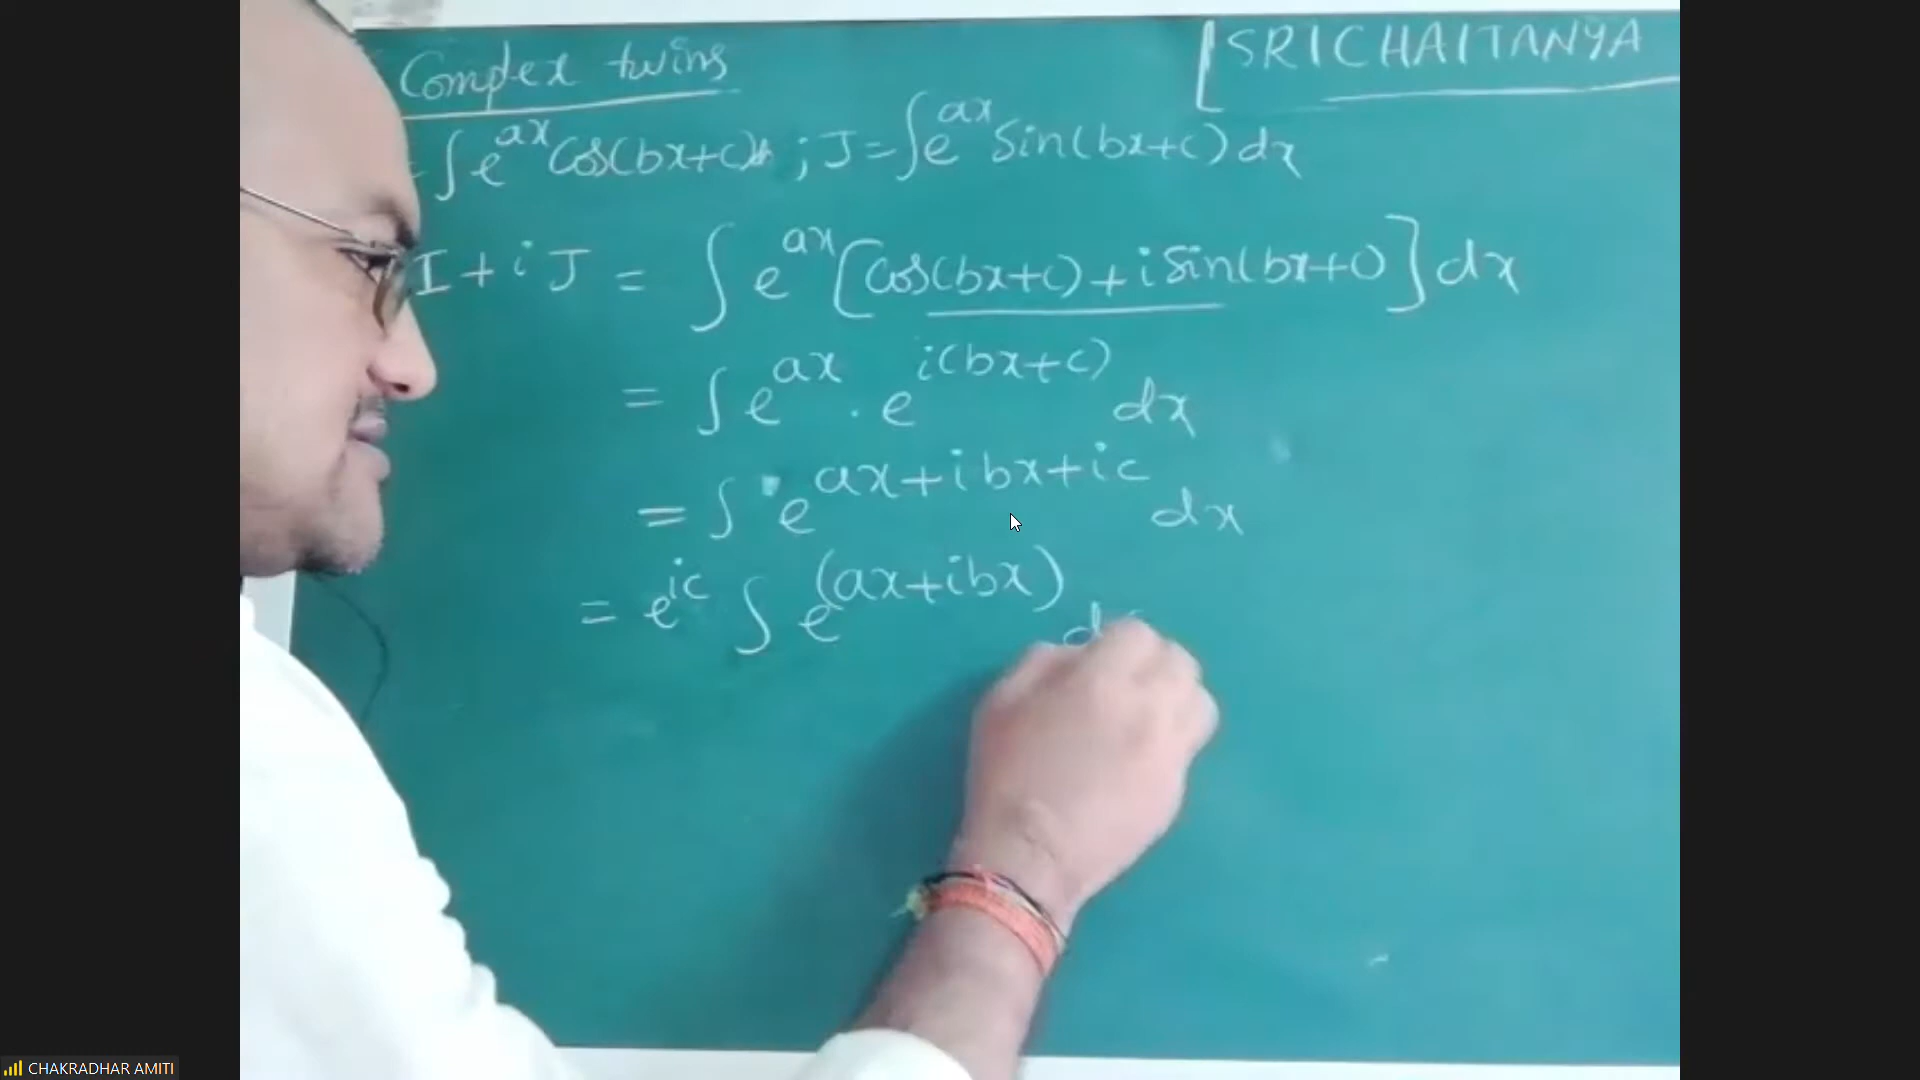 Complex twins
SRICHAITANYA
= ∫ e^{ax} Cos(bx+c)dx ; J = ∫ e^{ax} Sin(bx+c) dx
I + i J = ∫ e^{ax} [Cos(bx+c) + i Sin(bx+c)] dx
= ∫ e^{ax} . e^{i(bx+c)} dx
= ∫ e^{ax+ibx+ic} dx
= e^{ic} ∫ e^{(ax+ibx)} d
CHAKRADHAR AMITI